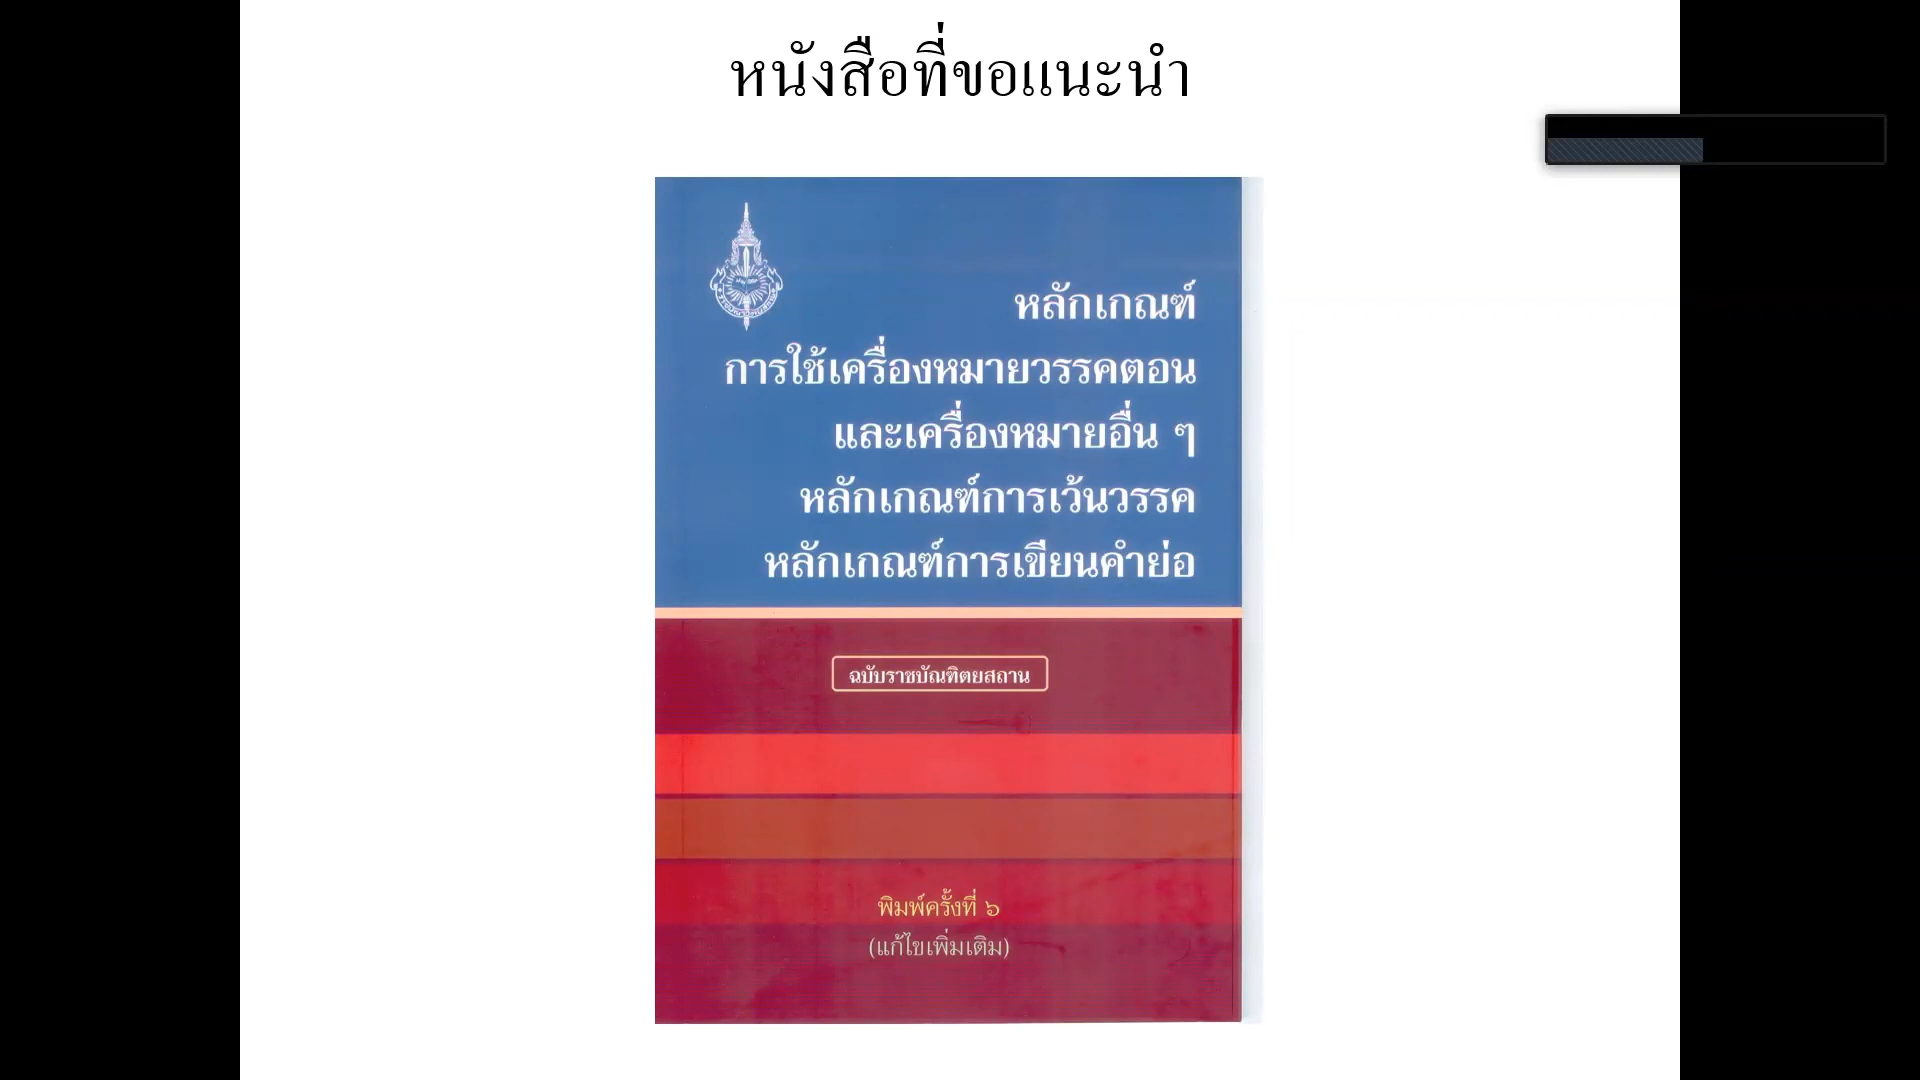 หนังสือที่ขอแนะนำ
หลักเกณฑ์
การใช้เครื่องหมายวรรคตอน
และเครื่องหมายอื่น ๆ
หลักเกณฑ์การเว้นวรรค
หลักเกณฑ์การเขียนคำย่อ
ฉบับราชบัณฑิตยสถาน
พิมพ์ครั้งที่ ๖
(แก้ไขเพิ่มเติม)